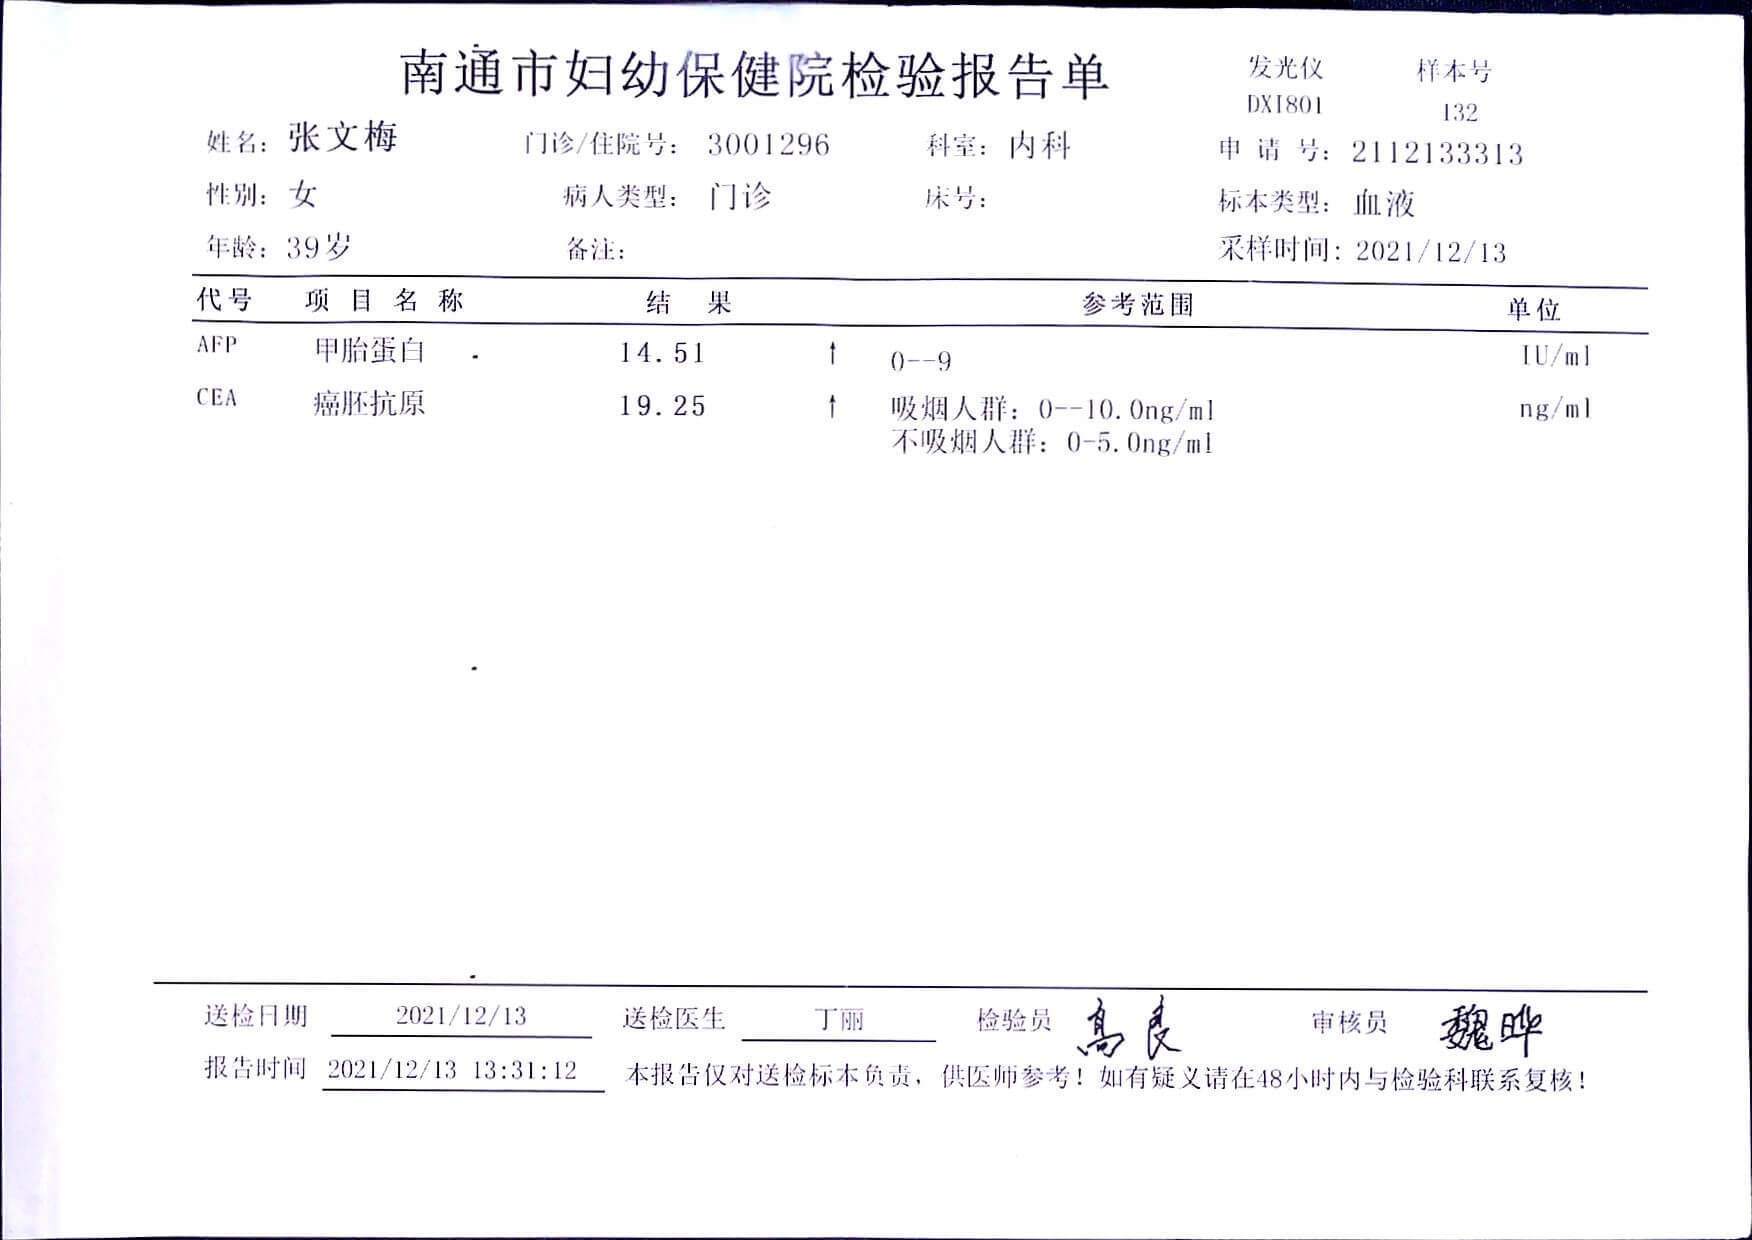 南通市妇幼保健院检验报告单
发光仪 样本号
DXI801 132
姓名: 张文梅 门诊/住院号: 3001296 科室: 内科 申 请 号: 2112133313
性别: 女 病人类型: 门诊 床号: 标本类型: 血液
年龄: 39岁 备注: 采样时间: 2021/12/13
代号 项 目 名 称 结 果 参考范围 单位
AFP 甲胎蛋白 14.51 ↑ 0--9 IU/ml
CEA 癌胚抗原 19.25 ↑ 吸烟人群: 0--10.0ng/ml ng/ml
不吸烟人群: 0-5.0ng/ml
送检日期 2021/12/13 送检医生 丁丽 检验员 高良 审核员 魏晔
报告时间 2021/12/13 13:31:12 本报告仅对送检标本负责, 供医师参考! 如有疑义请在48小时内与检验科联系复核!